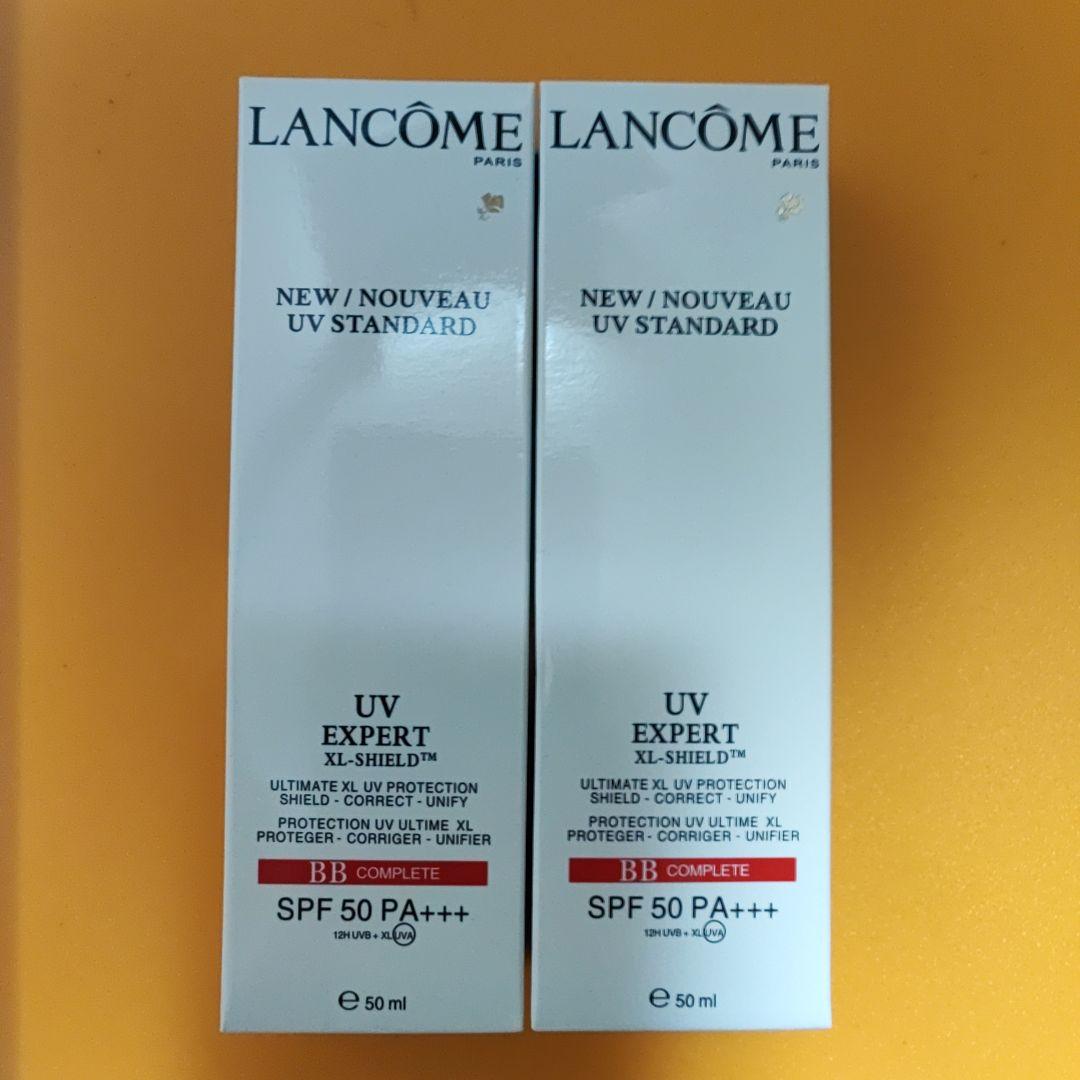 LANCÔME
PARIS
NEW / NOUVEAU
UV STANDARD
UV
EXPERT
XL-SHIELD™
ULTIMATE XL UV PROTECTION
SHIELD - CORRECT - UNIFY
PROTECTION UV ULTIME XL
PROTEGER - CORRIGER - UNIFIER
BB COMPLETE
SPF 50 PA+++
12H UVB + XL UVA
℮ 50 ml
LANCÔME
PARIS
NEW / NOUVEAU
UV STANDARD
UV
EXPERT
XL-SHIELD™
ULTIMATE XL UV PROTECTION
SHIELD - CORRECT - UNIFY
PROTECTION UV ULTIME XL
PROTEGER - CORRIGER - UNIFIER
BB COMPLETE
SPF 50 PA+++
12H UVB + XL UVA
℮ 50 ml